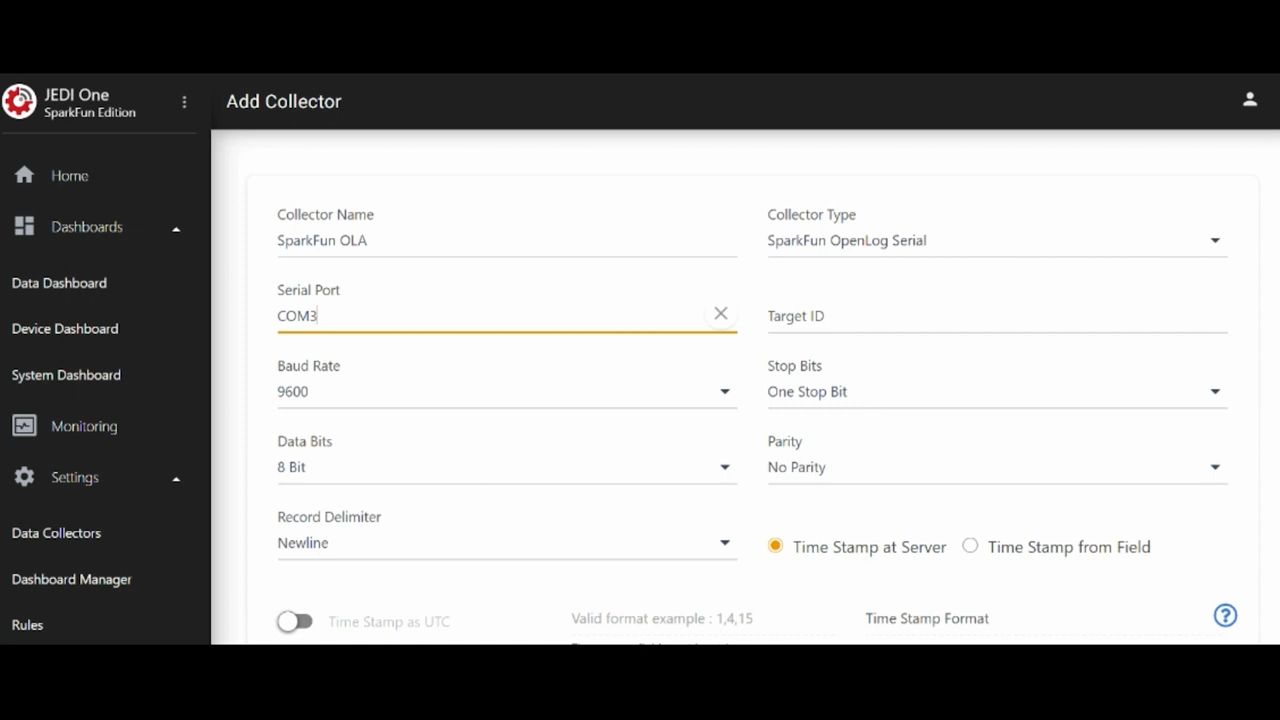 JEDI One
SparkFun Edition
Add Collector
Home
Dashboards
Data Dashboard
Device Dashboard
System Dashboard
Monitoring
Settings
Data Collectors
Dashboard Manager
Rules
Collector Name
SparkFun OLA
Collector Type
SparkFun OpenLog Serial
Serial Port
COM3
Target ID
Baud Rate
9600
Stop Bits
One Stop Bit
Data Bits
8 Bit
Parity
No Parity
Record Delimiter
Newline
Time Stamp at Server
Time Stamp from Field
Time Stamp as UTC
Valid format example : 1,4,15
Time Stamp Format
?